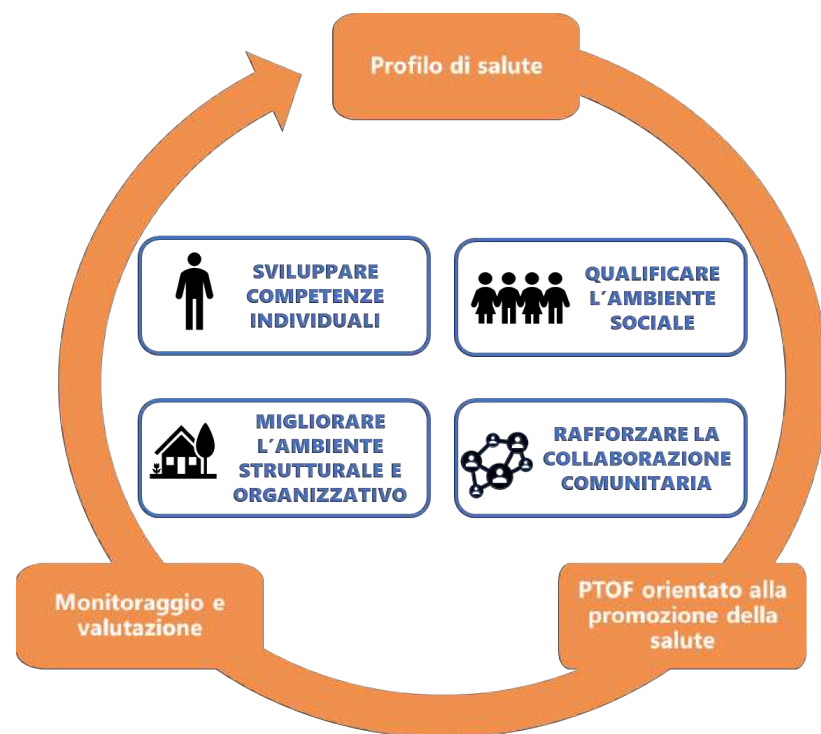 Profilo di salute
SVILUPPARE
COMPETENZE
INDIVIDUALI
QUALIFICARE
L´AMBIENTE
SOCIALE
MIGLIORARE
L´AMBIENTE
STRUTTURALE E
ORGANIZZATIVO
RAFFORZARE LA
COLLABORAZIONE
COMUNITARIA
Monitoraggio e
valutazione
PTOF orientato alla
promozione della
salute